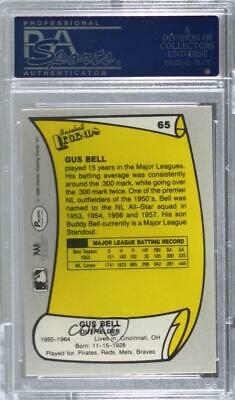 PROFESSIONAL
PSA
Sports
AUTHENTICATOR
A
DIVISION OF
COLLECTORS
UNIVERSE
NASDAQ: CLCT
Baseball
Legends
65
GUS BELL
played 15 years in the Major Leagues.
His batting average was consistently
around the .300 mark, while going over
the .300 mark twice. One of the premier
NL outfielders of the 1950's, Bell was
named to the NL All-Star squad in
1953, 1954, 1956 and 1957. His son
Buddy Bell currently is a Major League
Standout.
MAJOR LEAGUE BATTING RECORD
Best Season
1953
ML Career
GUS BELL
OUTFIELDER
1950-1964 Lives in: Cincinnati, OH
Born: 11-15-1928
Played for: Pirates, Reds, Mets, Braves